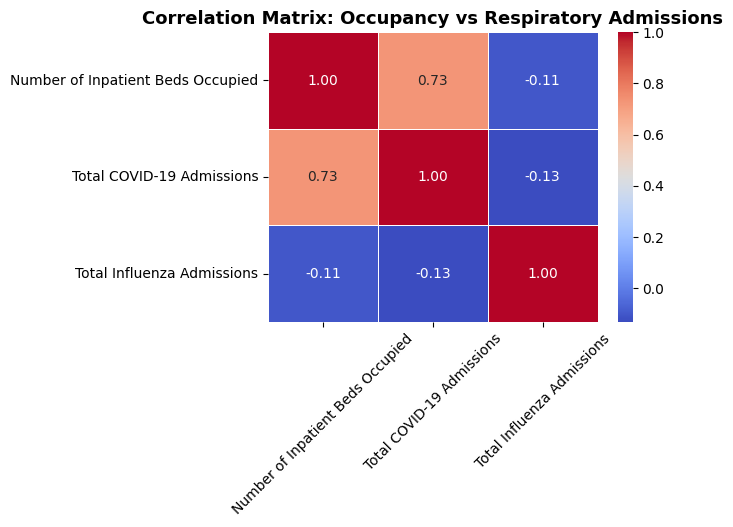 Correlation Matrix: Occupancy vs Respiratory Admissions
Number of Inpatient Beds Occupied
1.00
0.73
-0.11
Total COVID-19 Admissions
0.73
1.00
-0.13
Total Influenza Admissions
-0.11
-0.13
1.00
Number of Inpatient Beds Occupied
Total COVID-19 Admissions
Total Influenza Admissions
1.0
0.8
0.6
0.4
0.2
0.0